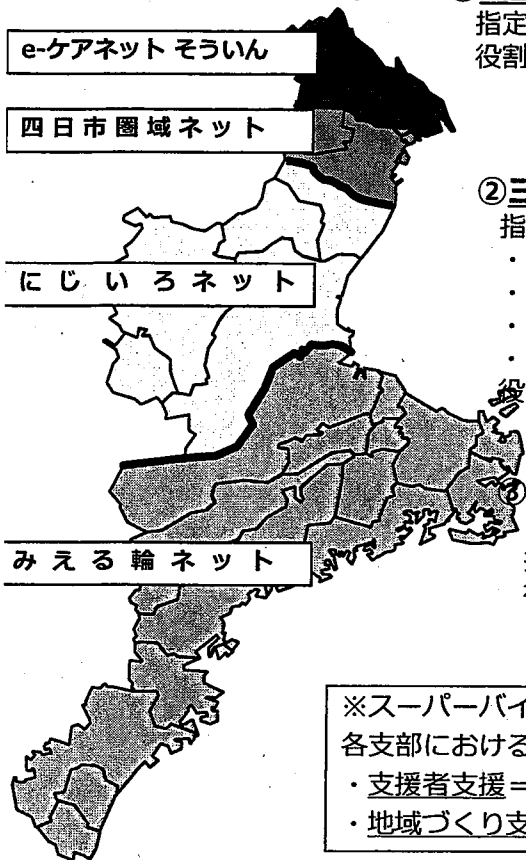 e-ケアネット そういん
四日市圏域ネット
にじいろネット
みえる輪ネット
指定
役割
②三
指
・
・
・
・
役
※スーパーバイ
各支部における
・支援者支援=
・地域づくり支